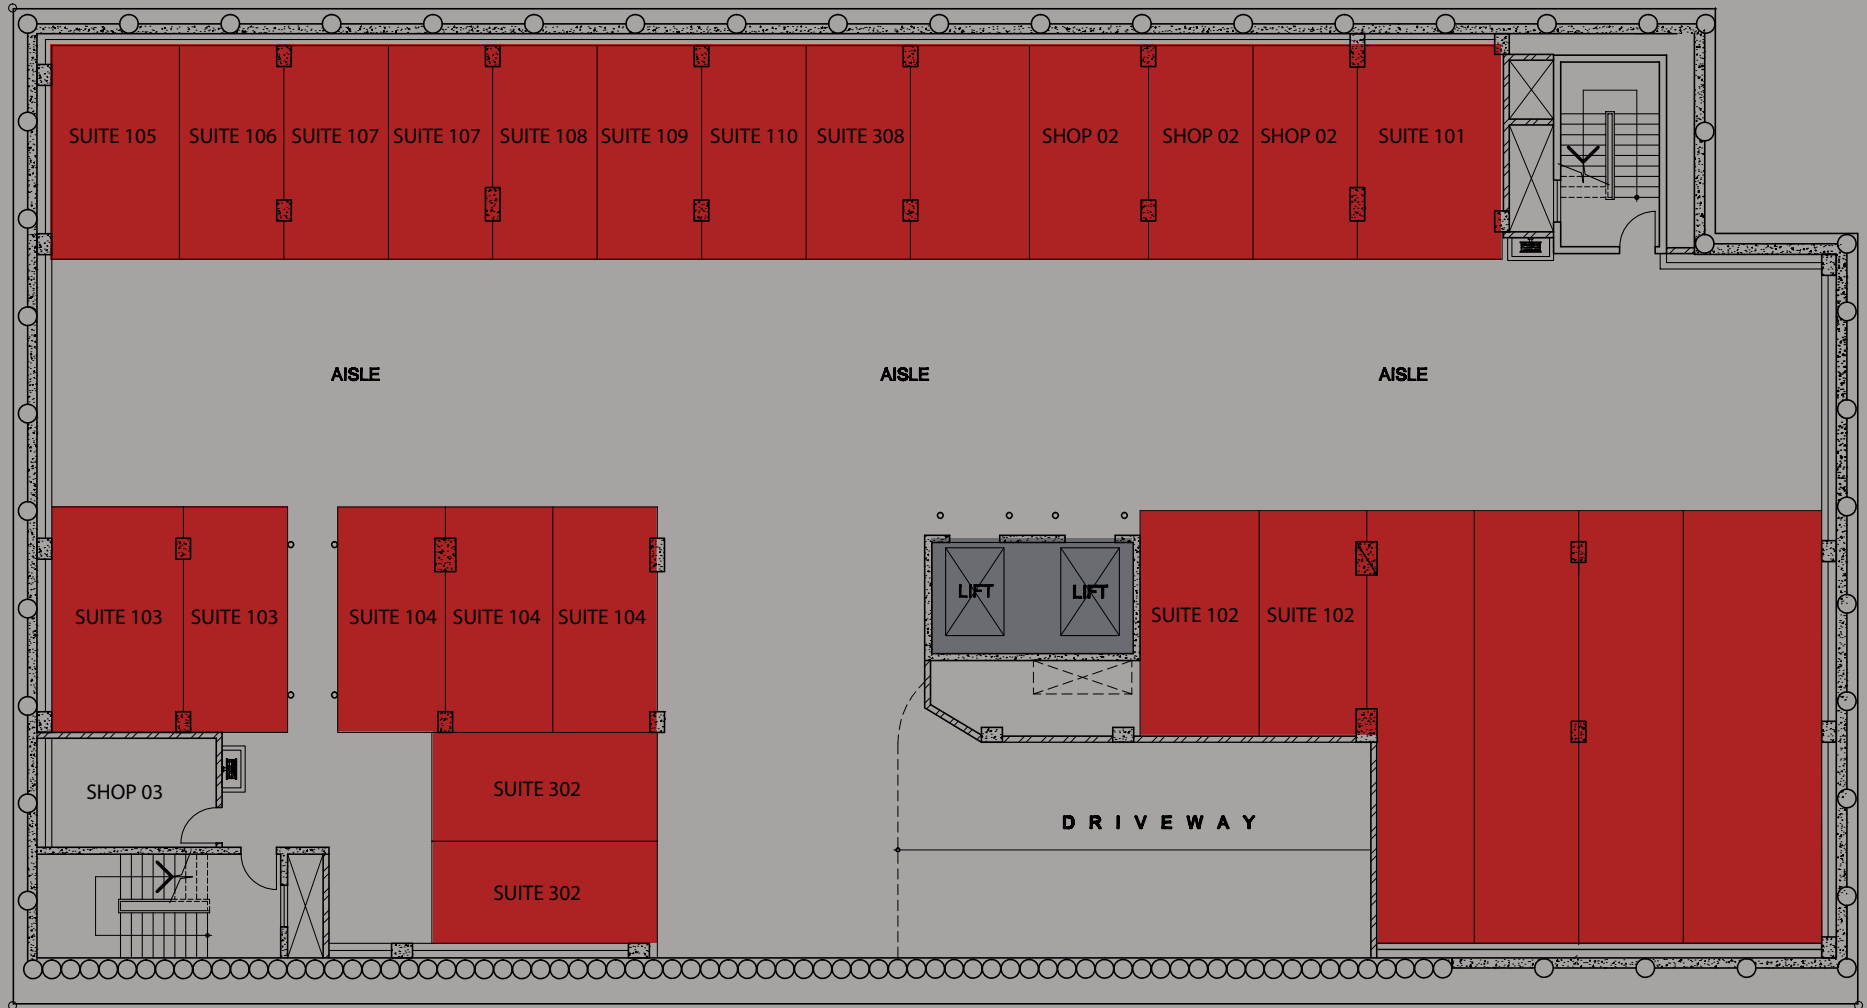 SUITE 105
SUITE 106
SUITE 107
SUITE 107
SUITE 108
SUITE 109
SUITE 110
SUITE 308
SHOP 02
SHOP 02
SHOP 02
SUITE 101
AISLE
AISLE
AISLE
SUITE 103
SUITE 103
SUITE 104
SUITE 104
SUITE 104
LIFT
LIFT
SUITE 102
SUITE 102
SHOP 03
SUITE 302
DRIVEWAY
SUITE 302